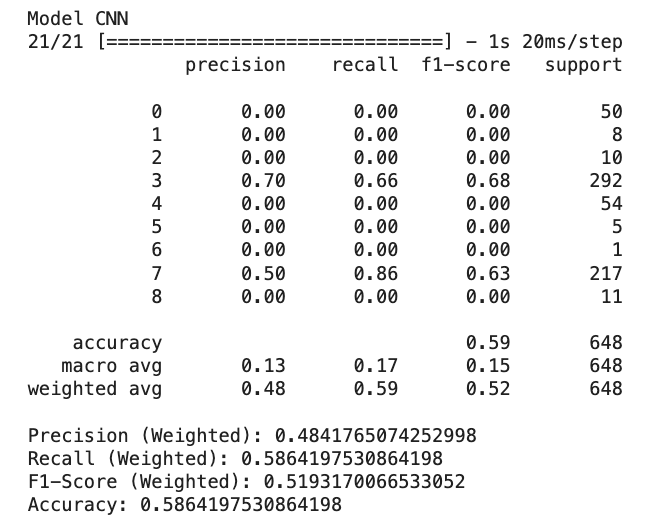 Model CNN
21/21 [==============================] - 1s 20ms/step
              precision    recall  f1-score   support

           0       0.00      0.00      0.00        50
           1       0.00      0.00      0.00         8
           2       0.00      0.00      0.00        10
           3       0.70      0.66      0.68       292
           4       0.00      0.00      0.00        54
           5       0.00      0.00      0.00         5
           6       0.00      0.00      0.00         1
           7       0.50      0.86      0.63       217
           8       0.00      0.00      0.00        11

    accuracy                           0.59       648
   macro avg       0.13      0.17      0.15       648
weighted avg       0.48      0.59      0.52       648

Precision (Weighted): 0.4841765074252998
Recall (Weighted): 0.5864197530864198
F1-Score (Weighted): 0.5193170066533052
Accuracy: 0.5864197530864198